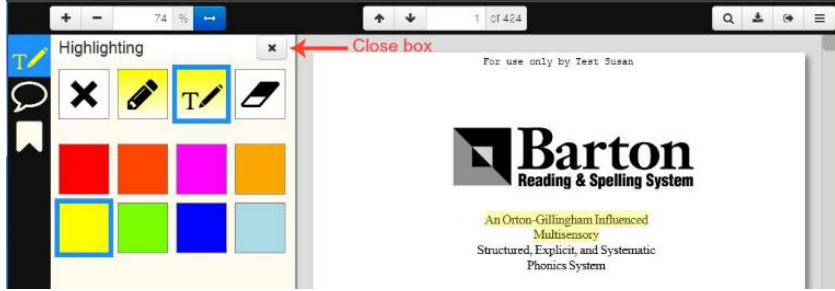 74 %
1 of 424
Highlighting
Close box
T
T
For use only by Test Susan
Barton
Reading & Spelling System
An Orton-Gillingham Influenced
Multisensory
Structured, Explicit, and Systematic
Phonics System